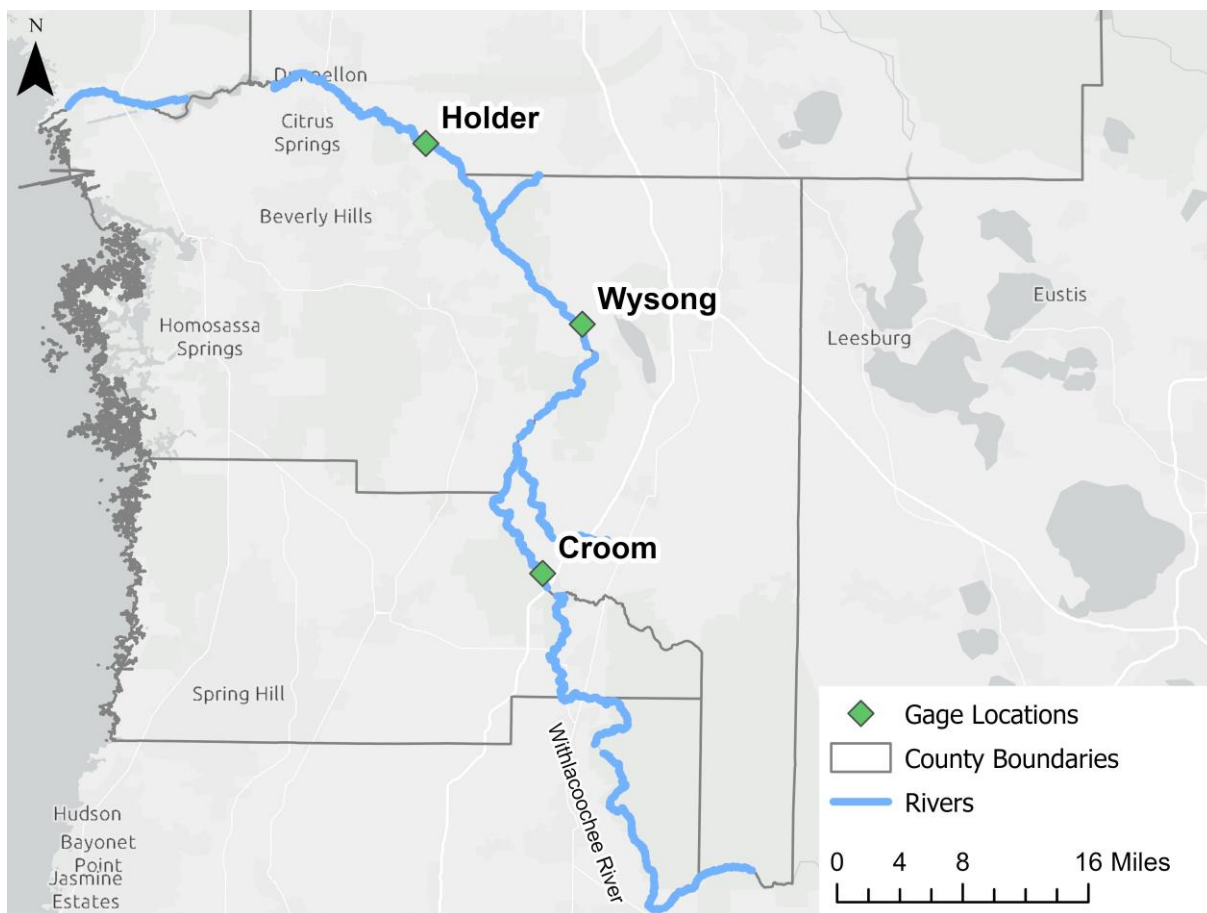 N
Dunnellon
Holder
Citrus
Springs
Beverly Hills
Wysong
Eustis
Homosassa
Springs
Leesburg
Croom
Spring Hill
Withlacoochee River
Hudson
Bayonet
Point
Jasmine
Estates
Gage Locations
County Boundaries
Rivers
0 4 8 16 Miles